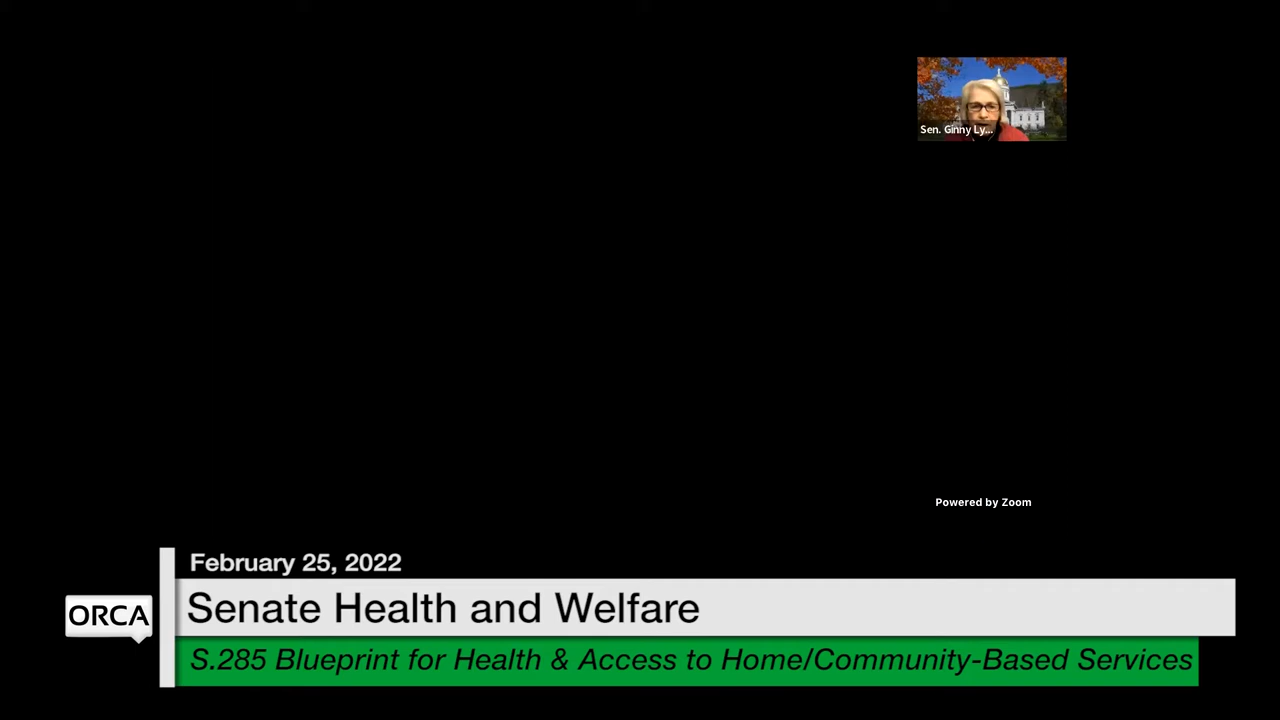 Sen. Ginny Ly...
Powered by Zoom
February 25, 2022
Senate Health and Welfare
ORCA
S.285 Blueprint for Health & Access to Home/Community-Based Services